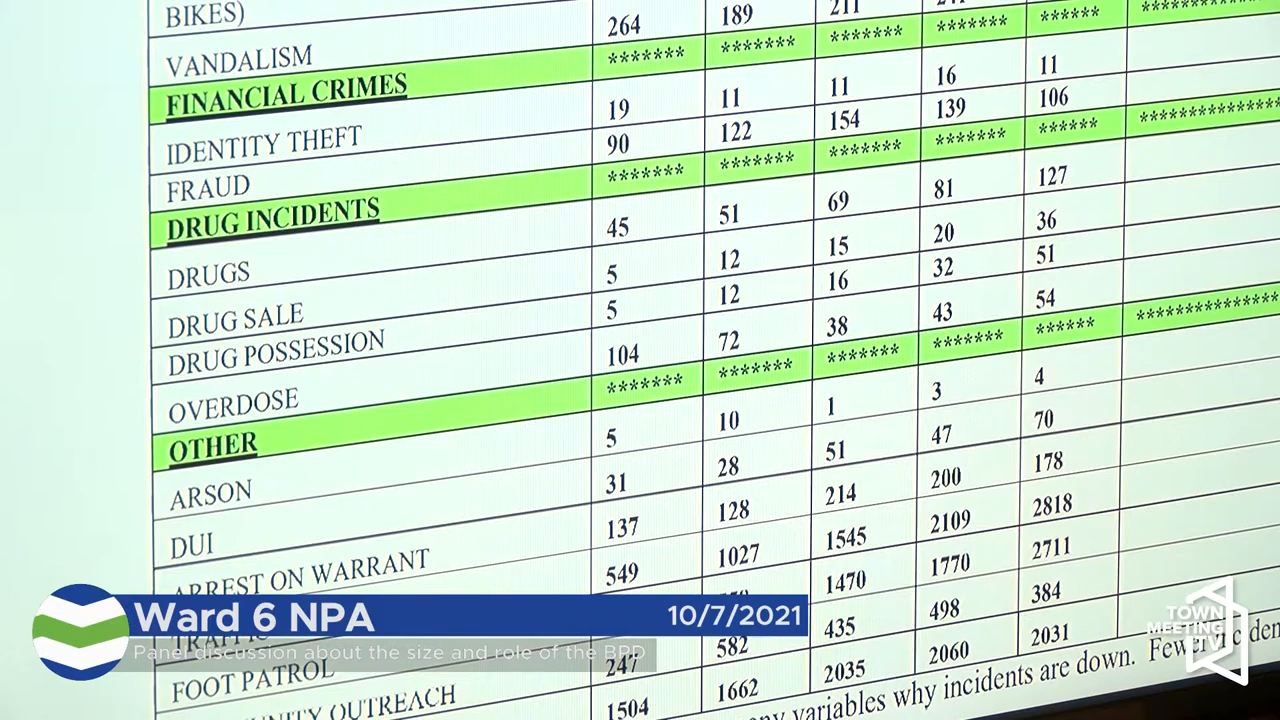 BIKES)
VANDALISM 264 189 211
FINANCIAL CRIMES ******* ******* ******* ******* ****** **************
IDENTITY THEFT 19 11 11 16 11
FRAUD 90 122 154 139 106
DRUG INCIDENTS ******* ******* ******* ******* ****** **************
DRUGS 45 51 69 81 127
DRUG SALE 5 12 15 20 36
DRUG POSSESSION 5 12 16 32 51
OVERDOSE 104 72 38 43 54
OTHER ******* ******* ******* ******* ****** **************
ARSON 5 10 1 3 4
DUI 31 28 51 47 70
ARREST ON WARRANT 137 128 214 200 178
TRAFFIC 549 1027 1545 2109 2818
FOOT PATROL 1470 1770 2711
OUTREACH 247 582 435 498 384
1504 1662 2035 2060 2031
variables why incidents are down. Fewer
Ward 6 NPA 10/7/2021
Panel discussion about the size and role of the BPD
TOWN
MEETING
TV